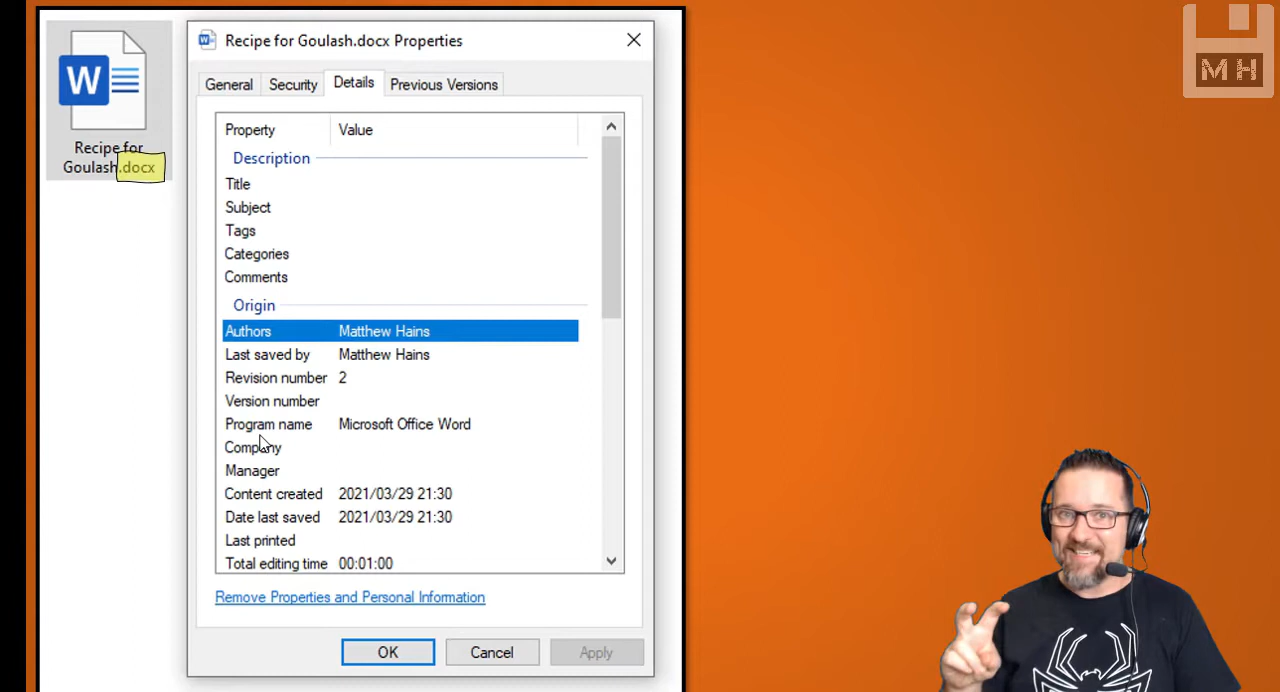 Recipe for Goulash.docx Properties
General Security Details Previous Versions
Recipe for
Goulash.docx
Property Value
Description
Title
Subject
Tags
Categories
Comments
Origin
Authors Matthew Hains
Last saved by Matthew Hains
Revision number 2
Version number
Program name Microsoft Office Word
Company
Manager
Content created 2021/03/29 21:30
Date last saved 2021/03/29 21:30
Last printed
Total editing time 00:01:00
Remove Properties and Personal Information
OK Cancel Apply
W
MH